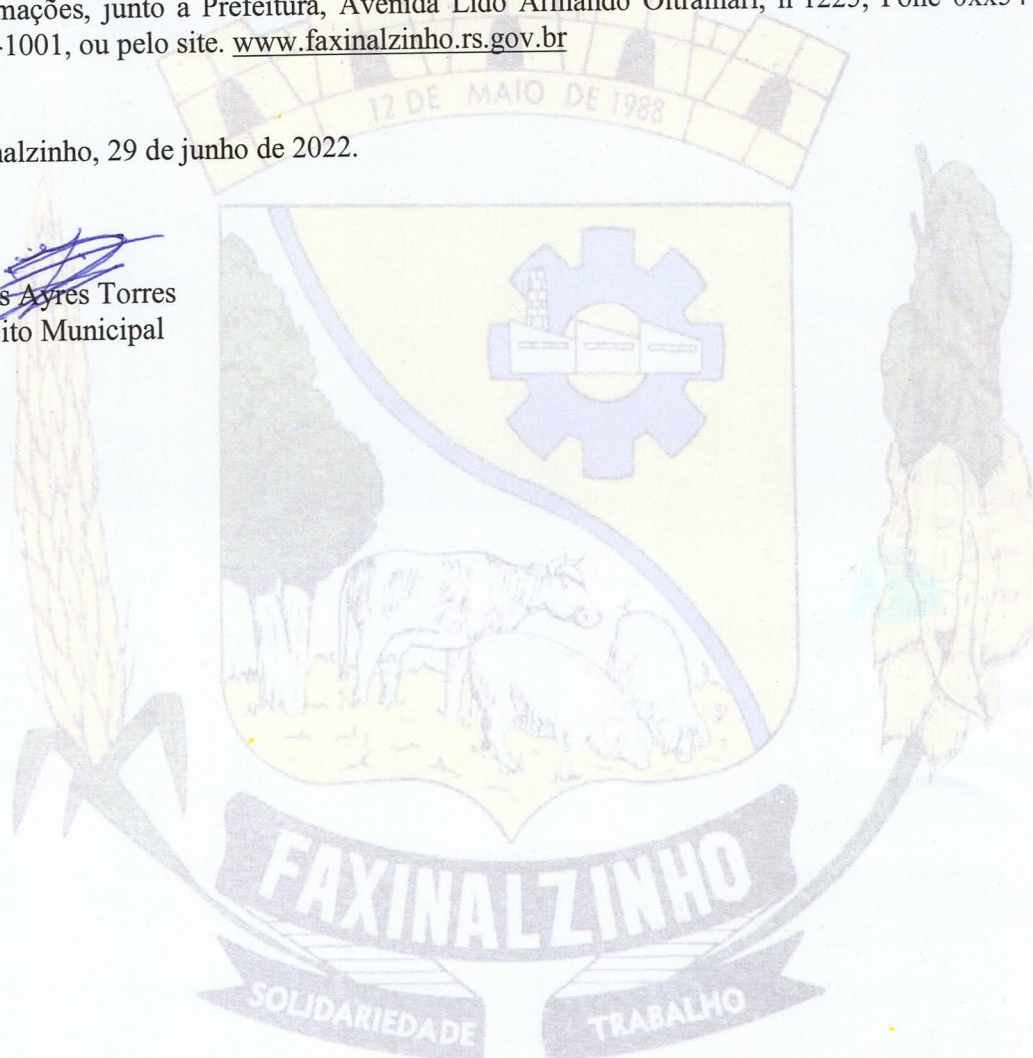 mações, junto a Prefeitura, Avenida Lido Armando Oltramari, nº1225, Fone 0xx54
-1001, ou pelo site. www.faxinalzinho.rs.gov.br
12 DE MAIO DE 1988
nalzinho, 29 de junho de 2022.
s Ayres Torres
ito Municipal
FAXINALZINHO
SOLIDARIEDADE TRABALHO